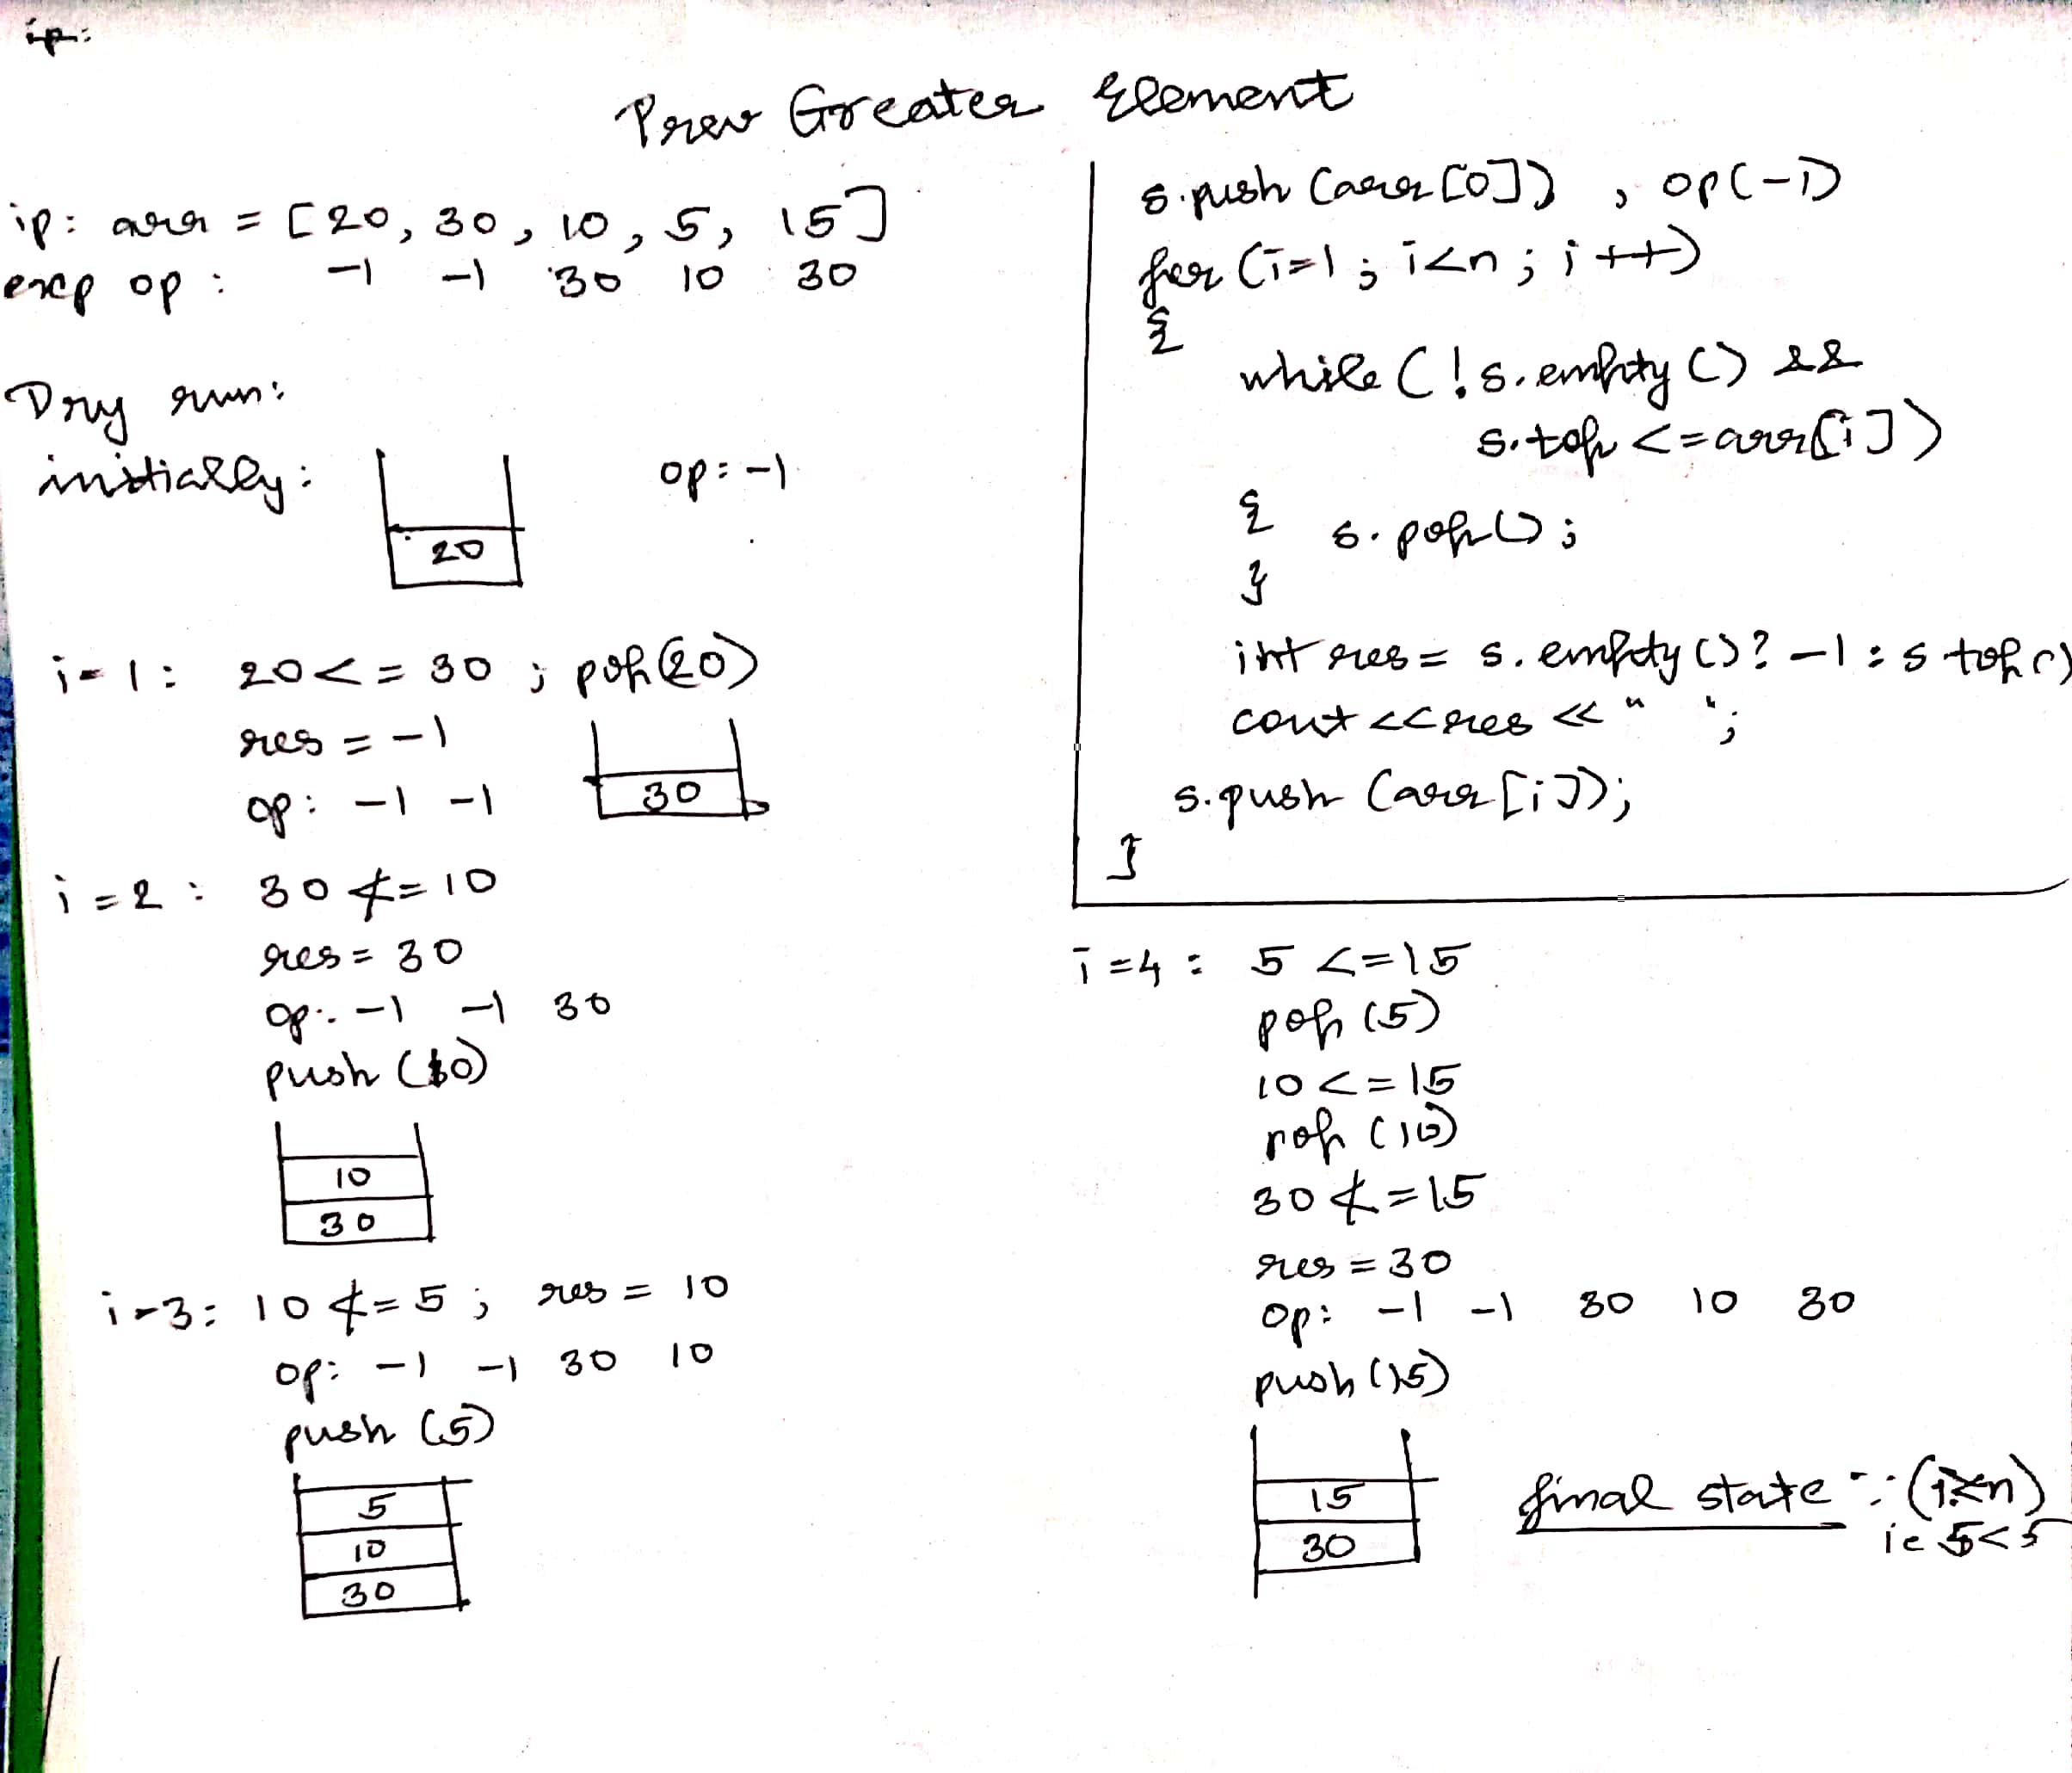 ip:
Prev Greater Element
ip: arr = [20, 30, 10, 5, 15]
exp op : -1 -1 30 10 30
Dry run:
initially:
20
op: -1
i=1: 20<=30 ; pop(20)
res = -1
op: -1 -1
30
i=2: 30≮=10
res = 30
op: -1 -1 30
push (10)
10
30
i=3: 10≮=5 ; res = 10
op: -1 -1 30 10
push (5)
5
10
30
s.push (arr[0]) , op(-1)
for (i=1; i<n; i++)
{
while (!s.empty() &&
s.top <=arr[i])
{ s.pop();
}
int res = s.empty()? -1 : s top()
cout <<res << " ";
s.push (arr[i]);
}
i=4: 5 <=15
pop (5)
10 <= 15
pop (10)
30 ≮=15
res = 30
op: -1 -1 30 10 30
push (15)
15
30
final state ∵ (i≮n)
ie 5<5